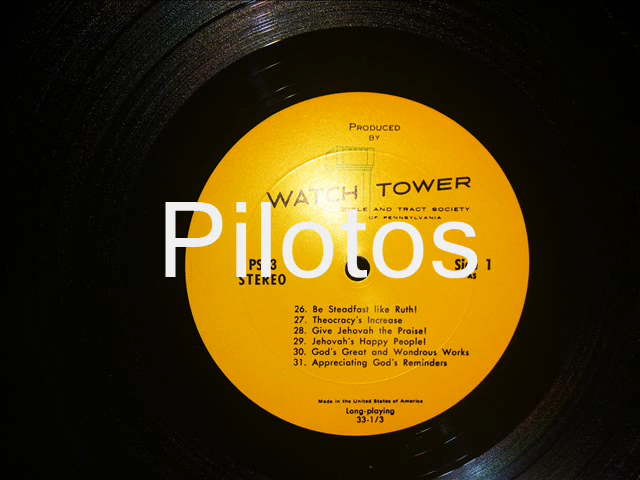 PRODUCED
BY
WATCH TOWER
BIBLE AND TRACT SOCIETY
OF PENNSYLVANIA
Pilotos
Side 1
STEREO
26. Be Steadfast like Ruth!
27. Theocracy's Increase
28. Give Jehovah the Praise!
29. Jehovah's Happy People!
30. God's Great and Wondrous Works
31. Appreciating God's Reminders
Made in the United States of America
Long-playing
33-1/3